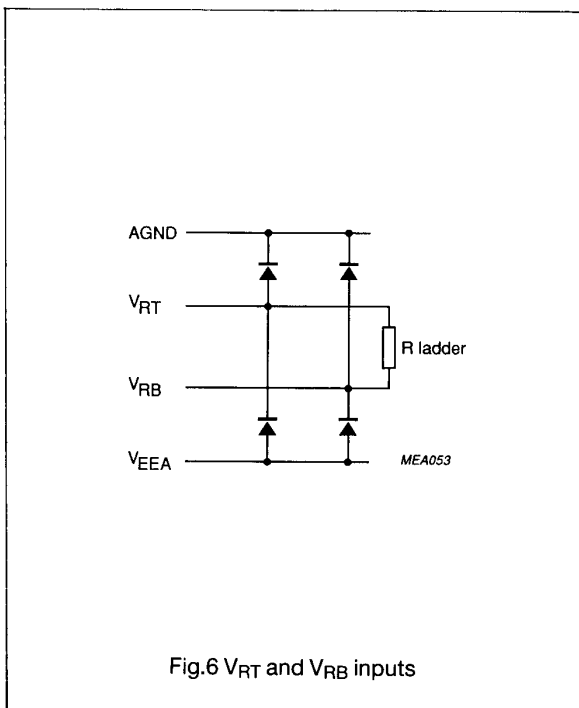 AGND
VRT
R ladder
VRB
VEEA
MEA053
Fig.6 VRT and VRB inputs